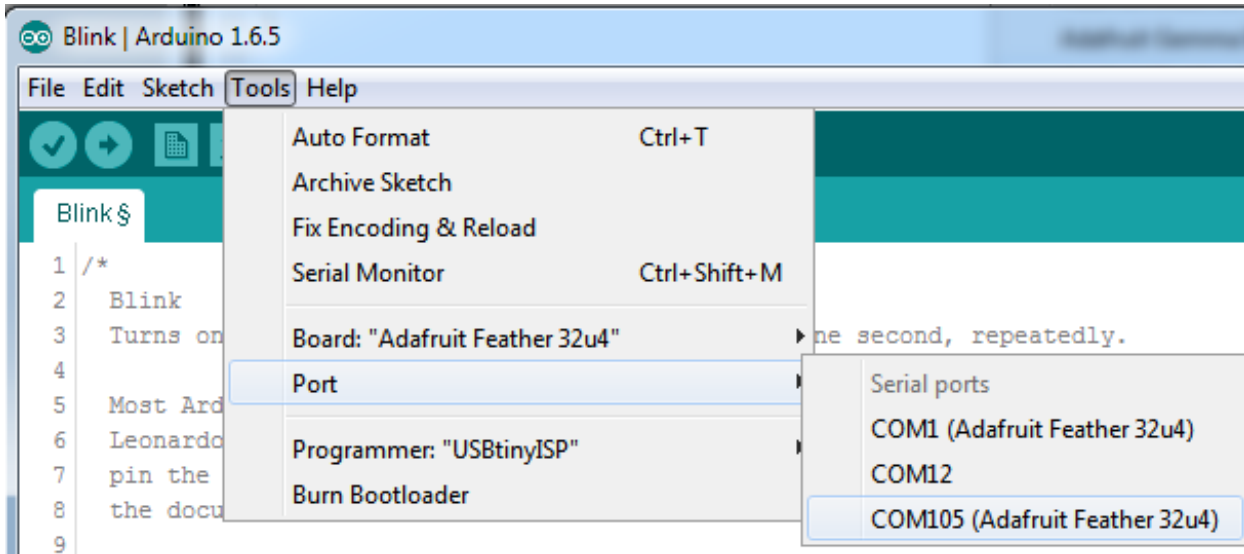 Blink | Arduino 1.6.5
File Edit Sketch Tools Help
Auto Format Ctrl+T
Archive Sketch
Fix Encoding & Reload
Serial Monitor Ctrl+Shift+M
Board: "Adafruit Feather 32u4"
Port
Programmer: "USBtinyISP"
Burn Bootloader
Serial ports
COM1 (Adafruit Feather 32u4)
COM12
COM105 (Adafruit Feather 32u4)
Blink§
1 /*
2 Blink
3 Turns on ne second, repeatedly.
4
5 Most Ard
6 Leonardo
7 pin the
8 the docu
9